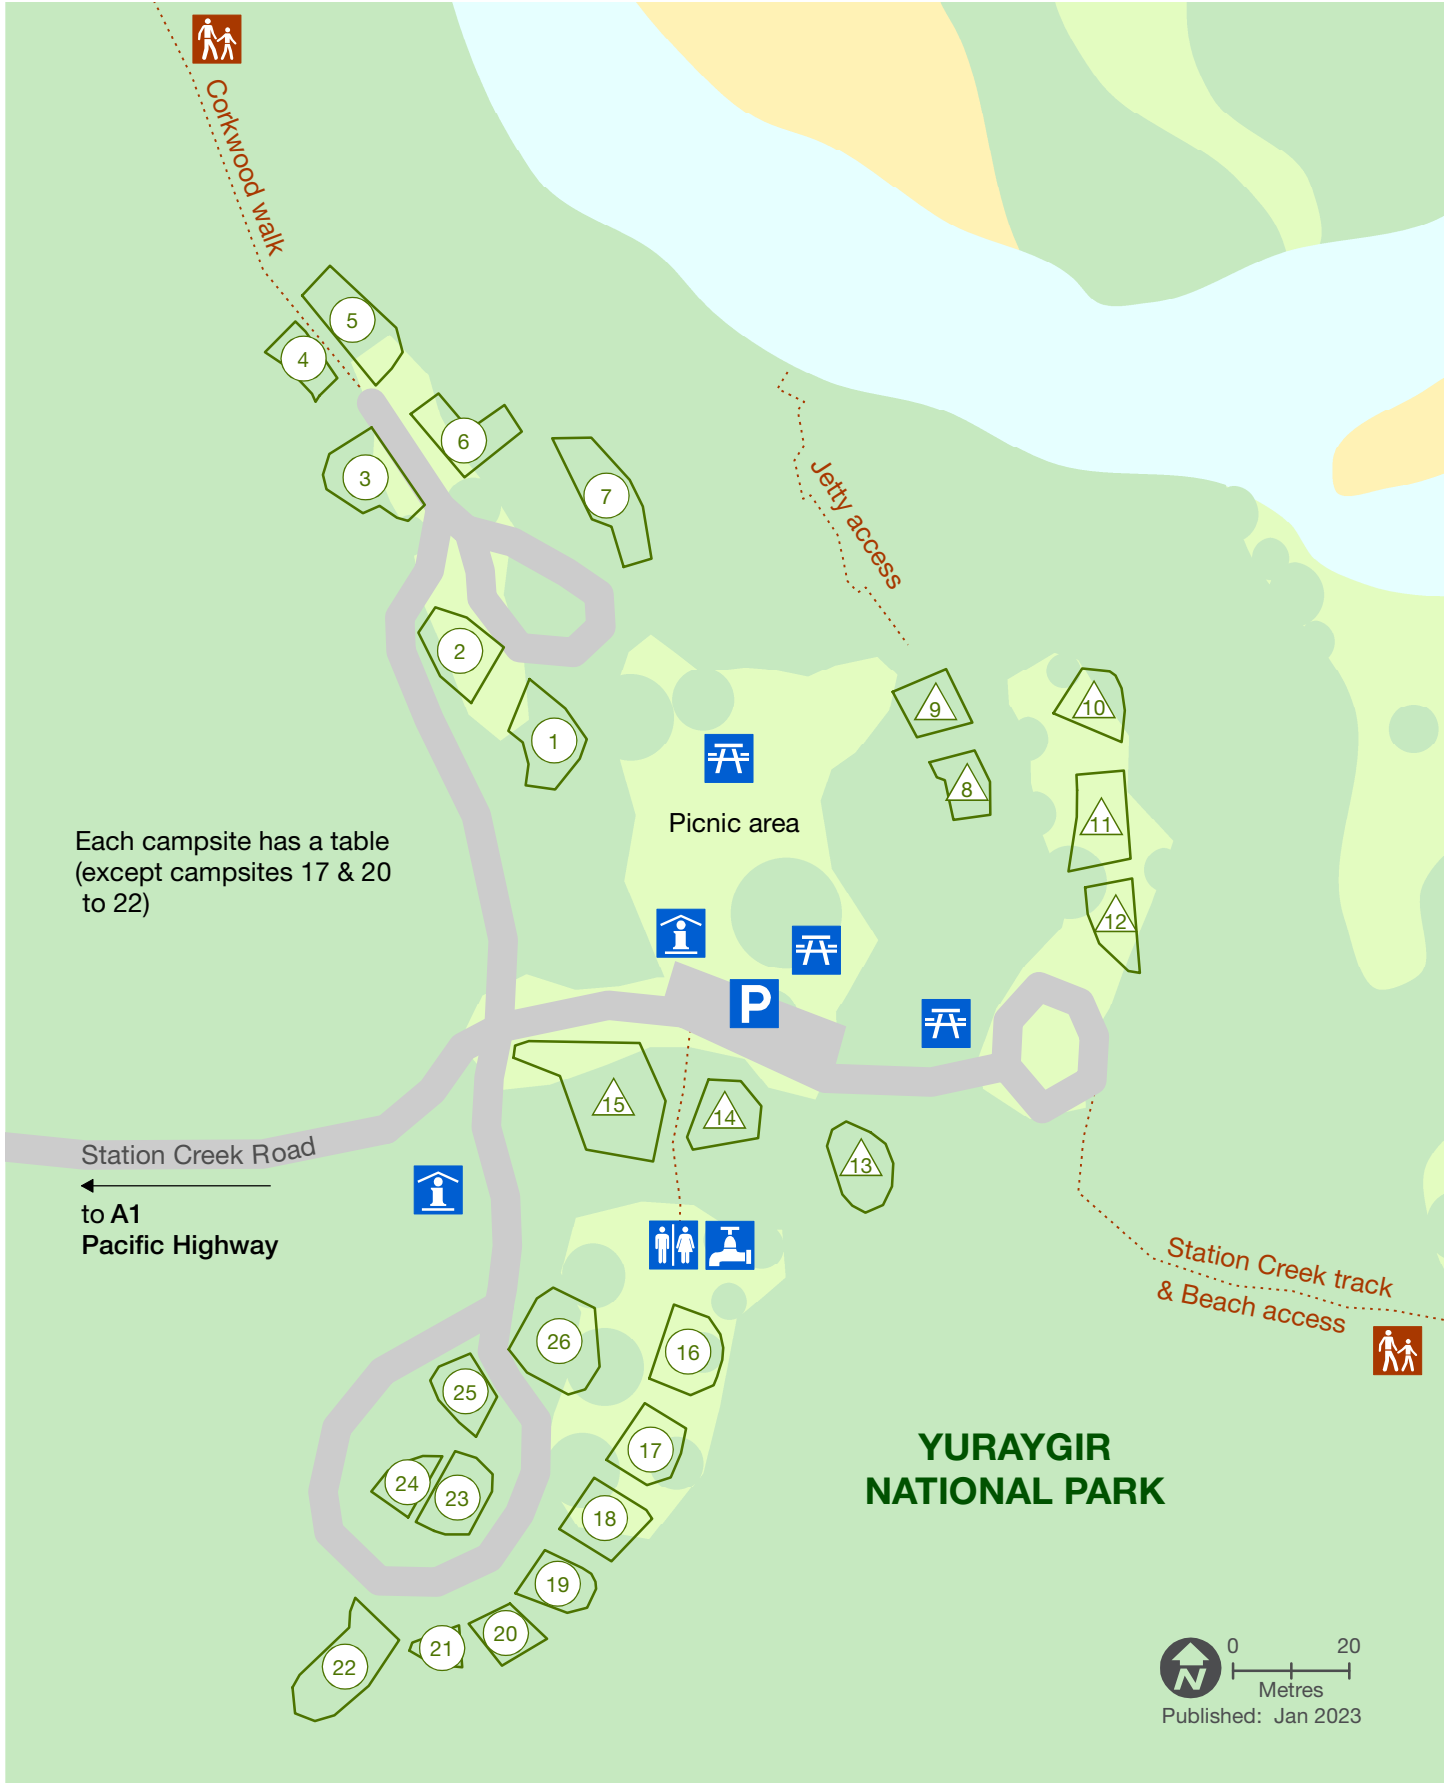 Corkwood walk
5
4
6
3
7
Jetty access
2
1
9
10
8
11
12
Picnic area
Each campsite has a table
(except campsites 17 & 20
to 22)
P
15
14
13
Station Creek Road
to A1
Pacific Highway
Station Creek track
& Beach access
26
16
25
17
24
23
18
19
20
21
22
YURAYGIR
NATIONAL PARK
N
0 20
Metres
Published: Jan 2023